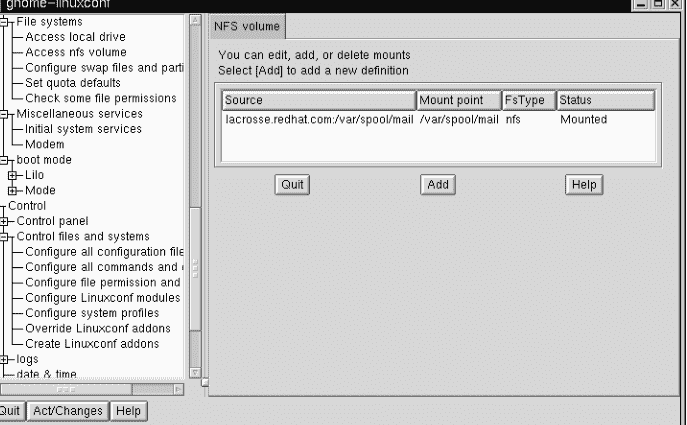 gnome-linuxconf
File systems
Access local drive
Access nfs volume
Configure swap files and parti
Set quota defaults
Check some file permissions
Miscellaneous services
Initial system services
Modem
boot mode
Lilo
Mode
Control
Control panel
Control files and systems
Configure all configuration file
Configure all commands and
Configure file permission and
Configure Linuxconf modules
Configure system profiles
Override Linuxconf addons
Create Linuxconf addons
logs
date & time
Quit Act/Changes Help
NFS volume
You can edit, add, or delete mounts
Select [Add] to add a new definition
Source Mount point FsType Status
lacrosse.redhat.com:/var/spool/mail /var/spool/mail nfs Mounted
Quit Add Help